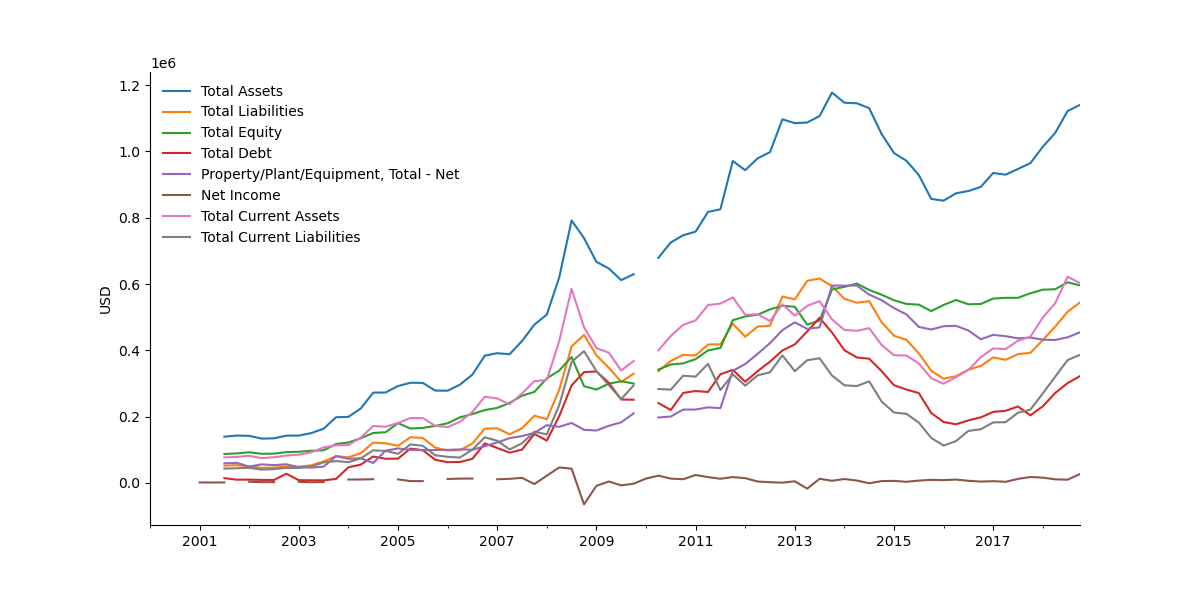 1e6
1.2
1.0
0.8
0.6
0.4
0.2
0.0
USD
Total Assets
Total Liabilities
Total Equity
Total Debt
Property/Plant/Equipment, Total - Net
Net Income
Total Current Assets
Total Current Liabilities
2001 2003 2005 2007 2009 2011 2013 2015 2017